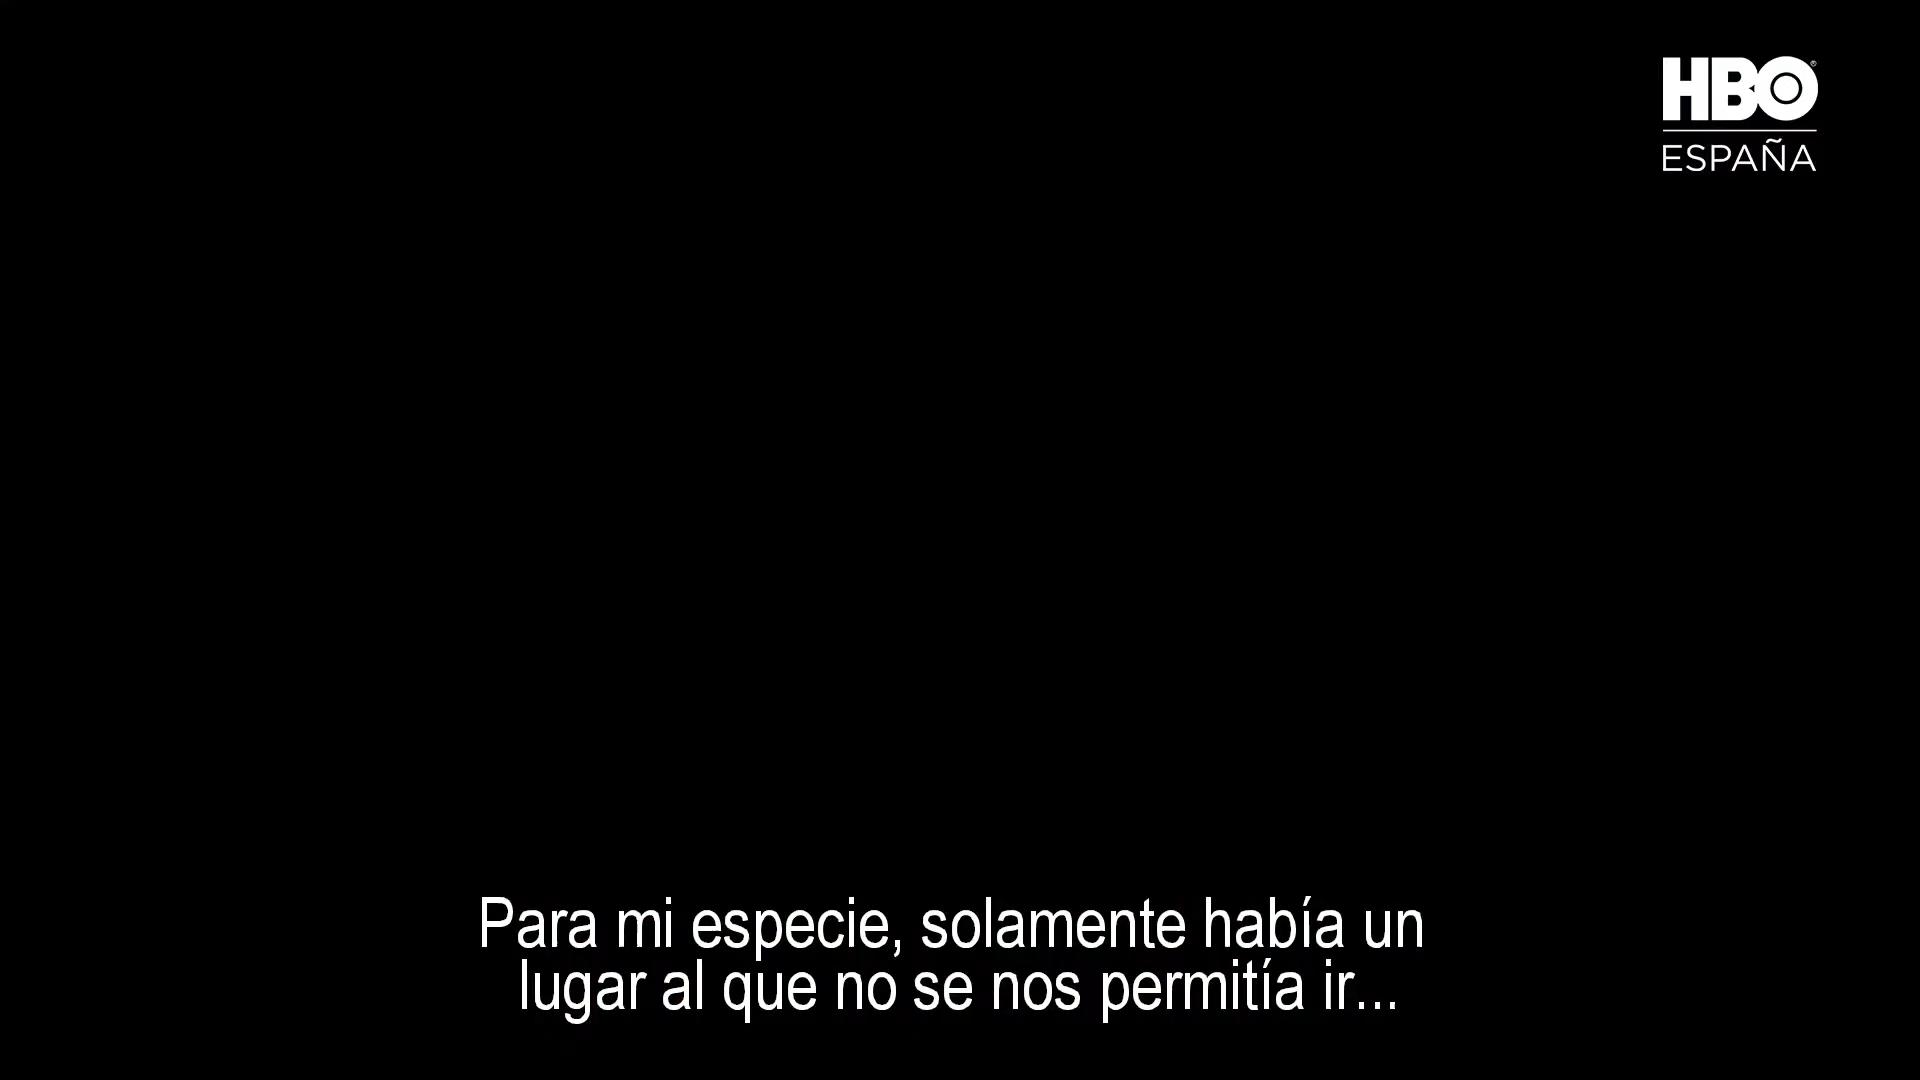 HBO
ESPAÑA
Para mi especie, solamente había un
lugar al que no se nos permitía ir...